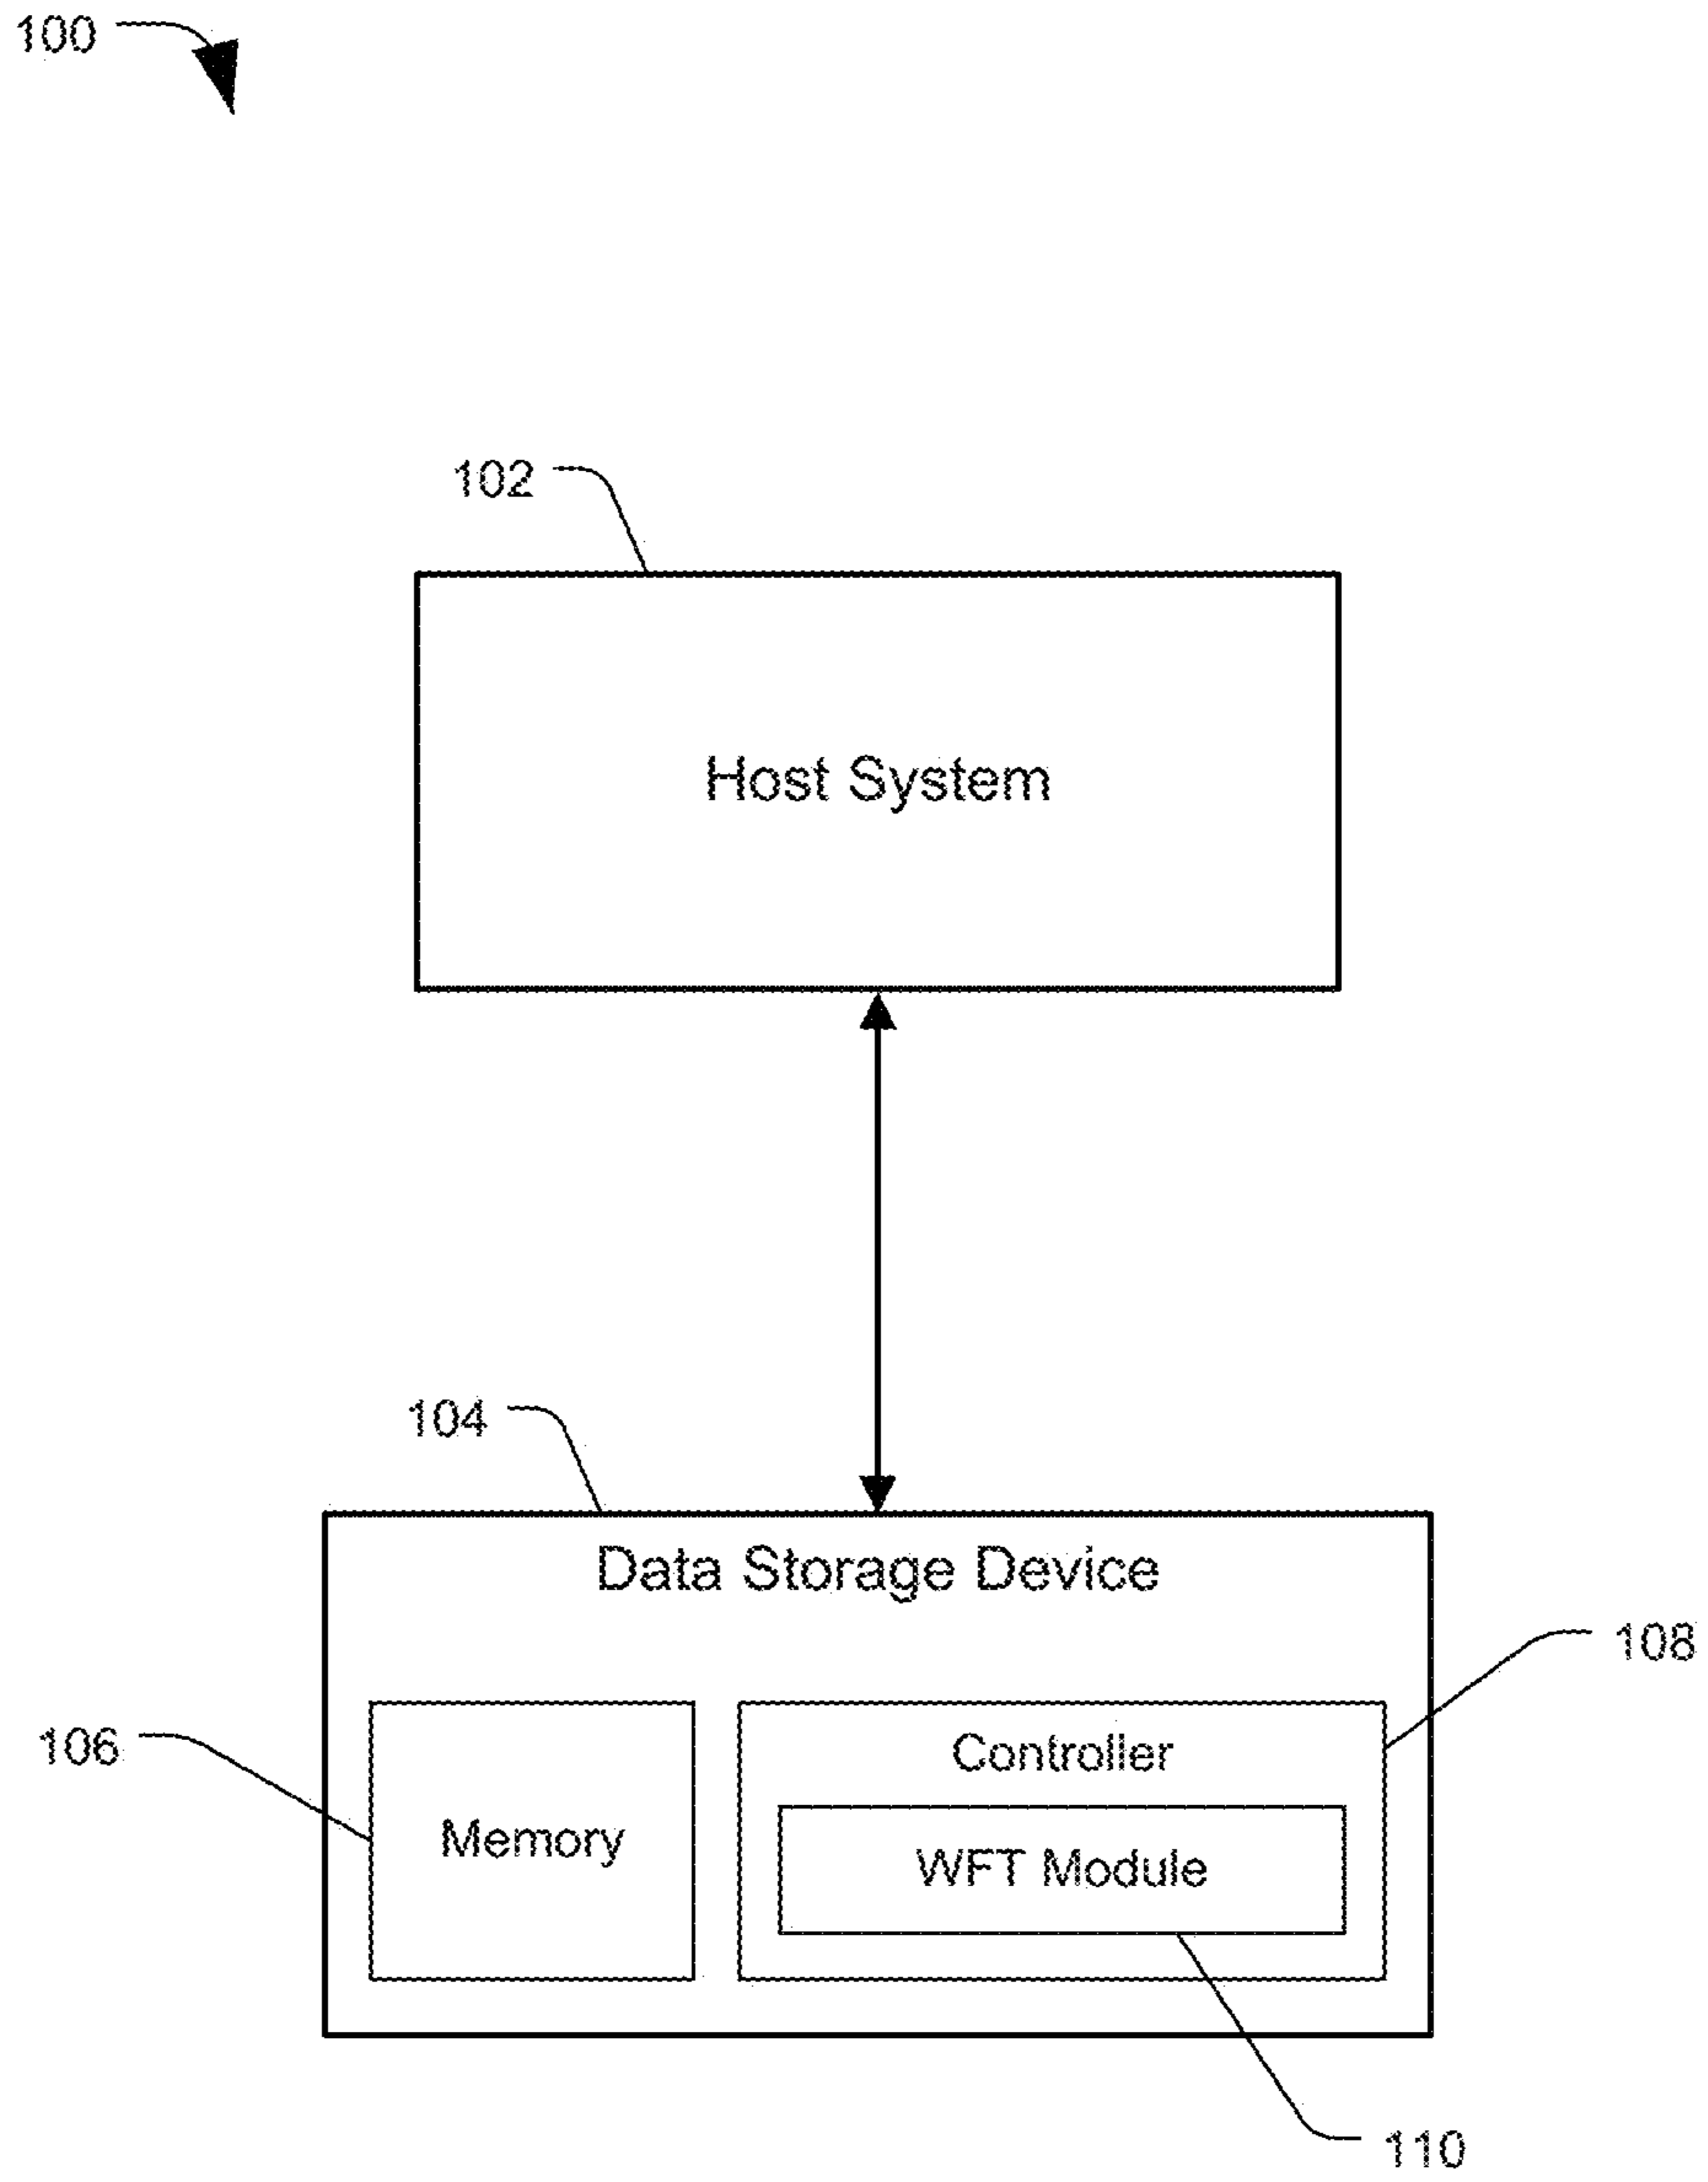 100
102
Host System
104
Data Storage Device
108
106
Controller
Memory
WFT Module
110